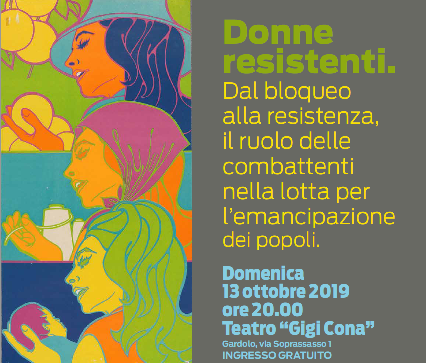 Donne
resistenti.
Dal bloqueo
alla resistenza,
il ruolo delle
combattenti
nella lotta per
l'emancipazione
dei popoli.
Domenica
13 ottobre 2019
ore 20.00
Teatro "Gigi Cona"
Gardolo, via Soprassasso 1
INGRESSO GRATUITO